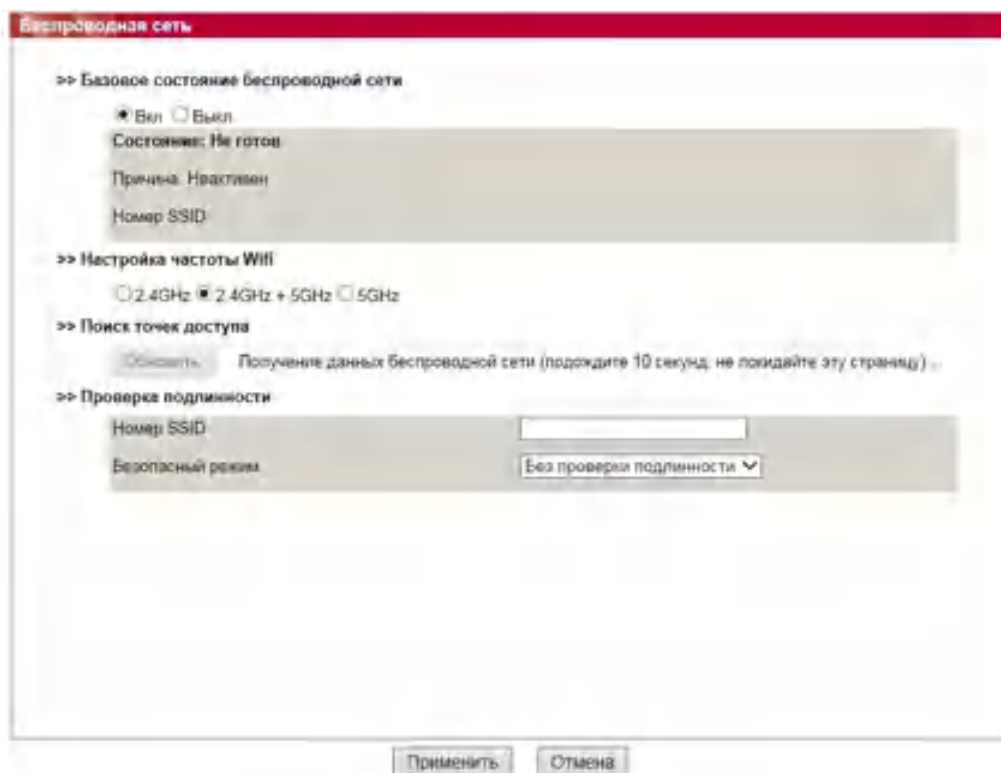 Беспроводная сеть
>> Базовое состояние беспроводной сети
Вкл Выкл
Состояние: Не готов
Причина: Неактивен
Номер SSID
>> Настройка частоты Wifi
2.4GHz 2.4GHz + 5GHz 5GHz
>> Поиск точек доступа
Обновить Получение данных беспроводной сети (подождите 10 секунд, не покидайте эту страницу) ...
>> Проверка подлинности
Номер SSID
Безопасный режим Без проверки подлинности
Применить Отмена